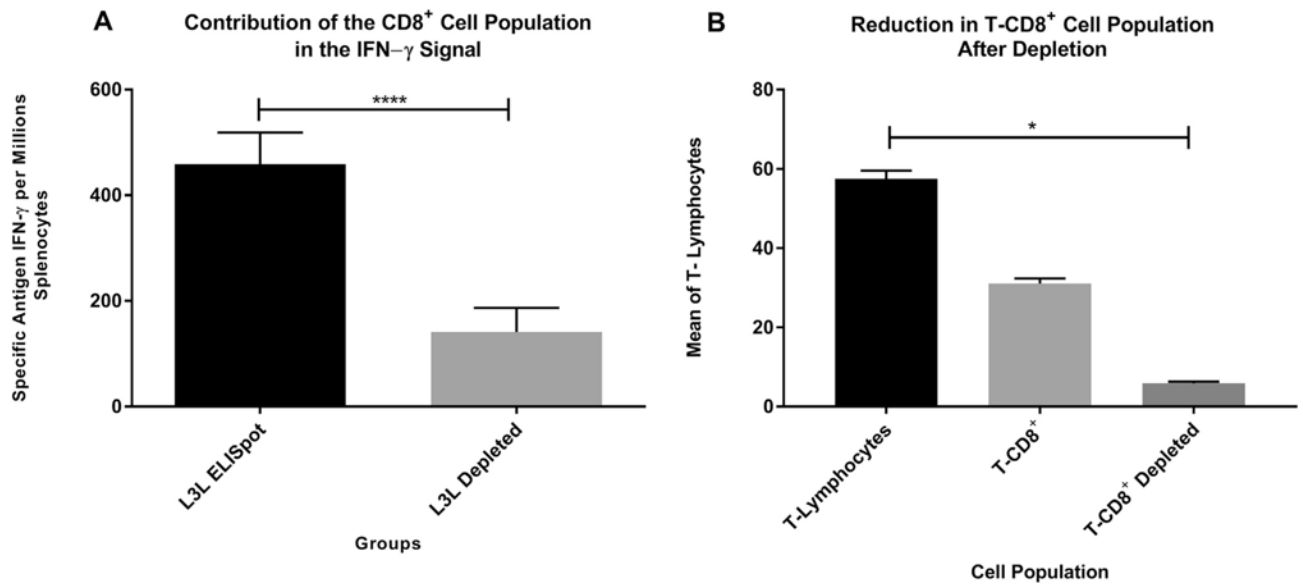 A
Contribution of the CD8⁺ Cell Population
in the IFN–γ Signal
Specific Antigen IFN-γ per Millions
Splenocytes
600
400
200
0
****
L3L ELISpot
L3L Depleted
Groups
B
Reduction in T-CD8⁺ Cell Population
After Depletion
Mean of T- Lymphocytes
80
60
40
20
0
*
T-Lymphocytes
T-CD8⁺
T-CD8⁺ Depleted
Cell Population